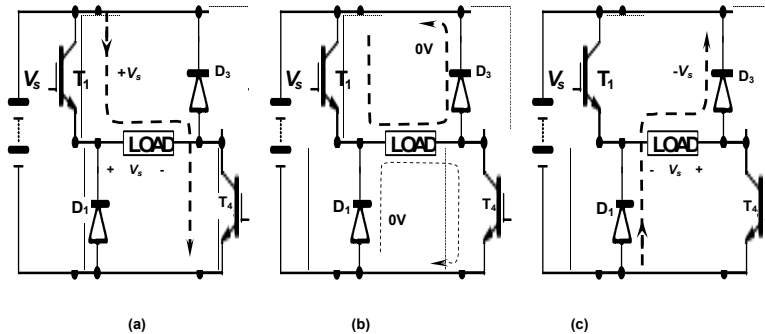 Vs T1 +Vs D3
LOAD
+ Vs -
D1 T4
(a)
Vs T1 0V D3
LOAD
D1 0V T4
(b)
Vs T1 -Vs D3
LOAD
- Vs +
D1 T4
(c)